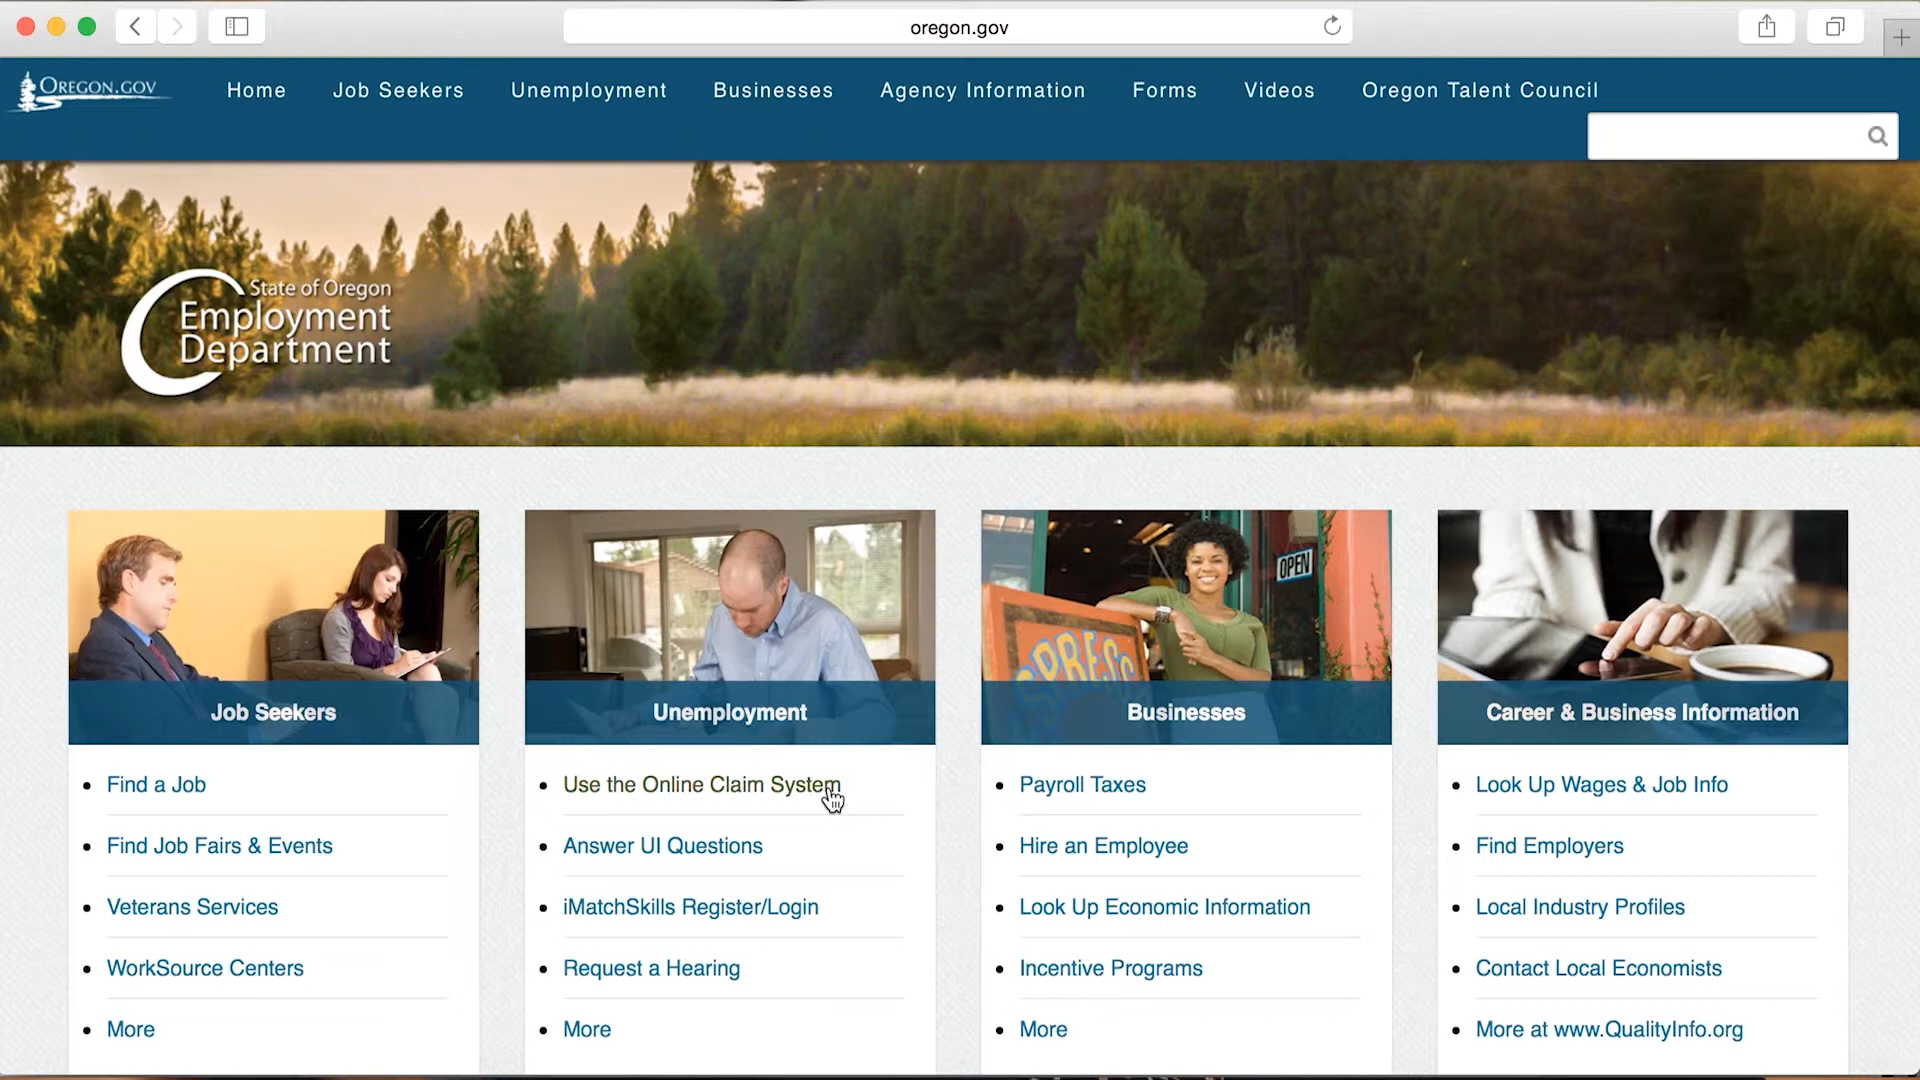 oregon.gov
OREGON.GOV
Home
Job Seekers
Unemployment
Businesses
Agency Information
Forms
Videos
Oregon Talent Council
State of Oregon
Employment
Department
OPEN
Job Seekers
Find a Job
Find Job Fairs & Events
Veterans Services
WorkSource Centers
More
Unemployment
Use the Online Claim System
Answer UI Questions
iMatchSkills Register/Login
Request a Hearing
More
Businesses
Payroll Taxes
Hire an Employee
Look Up Economic Information
Incentive Programs
More
Career & Business Information
Look Up Wages & Job Info
Find Employers
Local Industry Profiles
Contact Local Economists
More at www.QualityInfo.org